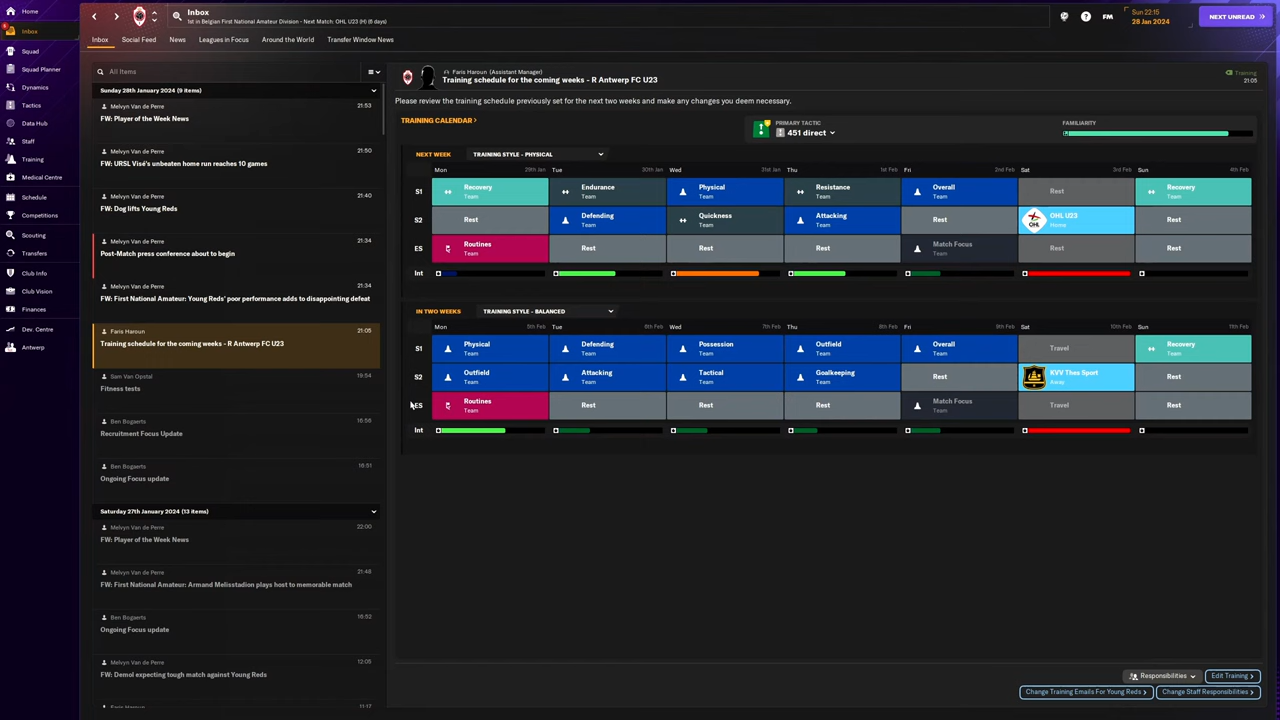 Home
Inbox
Squad
Squad Planner
Dynamics
Tactics
Data Hub
Staff
Training
Medical Centre
Schedule
Competitions
Scouting
Transfers
Club Info
Club Vision
Finances
Dev. Centre
Antwerp
Inbox
1st in Belgian First National Amateur Division - Next Match: OHL U23 (H) (6 days)
FM
Sun 22:15
28 Jan 2024
NEXT UNREAD
Inbox Social Feed News Leagues in Focus Around the World Transfer Window News
All Items
Sunday 28th January 2024 (9 items)
Melvyn Van de Perre 21:53
FW: Player of the Week News
Melvyn Van de Perre 21:50
FW: URSL Visé's unbeaten home run reaches 10 games
Melvyn Van de Perre 21:40
FW: Dog lifts Young Reds
Melvyn Van de Perre 21:34
Post-Match press conference about to begin
Melvyn Van de Perre 21:34
FW: First National Amateur: Young Reds' poor performance adds to disappointing defeat
Faris Haroun 21:05
Training schedule for the coming weeks - R Antwerp FC U23
Sam Van Opstal 19:54
Fitness tests
Ben Bogaerts 16:56
Recruitment Focus Update
Ben Bogaerts 16:51
Ongoing Focus update
Saturday 27th January 2024 (13 items)
Melvyn Van de Perre 22:00
FW: Player of the Week News
Melvyn Van de Perre 21:48
FW: First National Amateur: Armand Melisstadion plays host to memorable match
Ben Bogaerts 16:52
Ongoing Focus update
Melvyn Van de Perre 12:05
FW: Demol expecting tough match against Young Reds
Faris Haroun 11:17
Faris Haroun (Assistant Manager)
Training schedule for the coming weeks - R Antwerp FC U23
Training
21:05
Please review the training schedule previously set for the next two weeks and make any changes you deem necessary.
TRAINING CALENDAR >
PRIMARY TACTIC
451 direct
FAMILIARITY
NEXT WEEK TRAINING STYLE - PHYSICAL
Mon 29th Jan Tue 30th Jan Wed 31st Jan Thu 1st Feb Fri 2nd Feb Sat 3rd Feb Sun 4th Feb
S1 Recovery Endurance Physical Resistance Overall Rest Recovery
Team Team Team Team Team Team
S2 Rest Defending Quickness Attacking Rest OHL U23 Rest
Team Team Team Home
ES Routines Rest Rest Rest Match Focus Rest Rest
Team Team
Int
IN TWO WEEKS TRAINING STYLE - BALANCED
Mon 5th Feb Tue 6th Feb Wed 7th Feb Thu 8th Feb Fri 9th Feb Sat 10th Feb Sun 11th Feb
S1 Physical Defending Possession Outfield Overall Travel Recovery
Team Team Team Team Team Team
S2 Outfield Attacking Tactical Goalkeeping Rest KVV Thes Sport Rest
Team Team Team Team Away
ES Routines Rest Rest Rest Match Focus Travel Rest
Team Team
Int
Responsibilities Edit Training >
Change Training Emails For Young Reds > Change Staff Responsibilities >